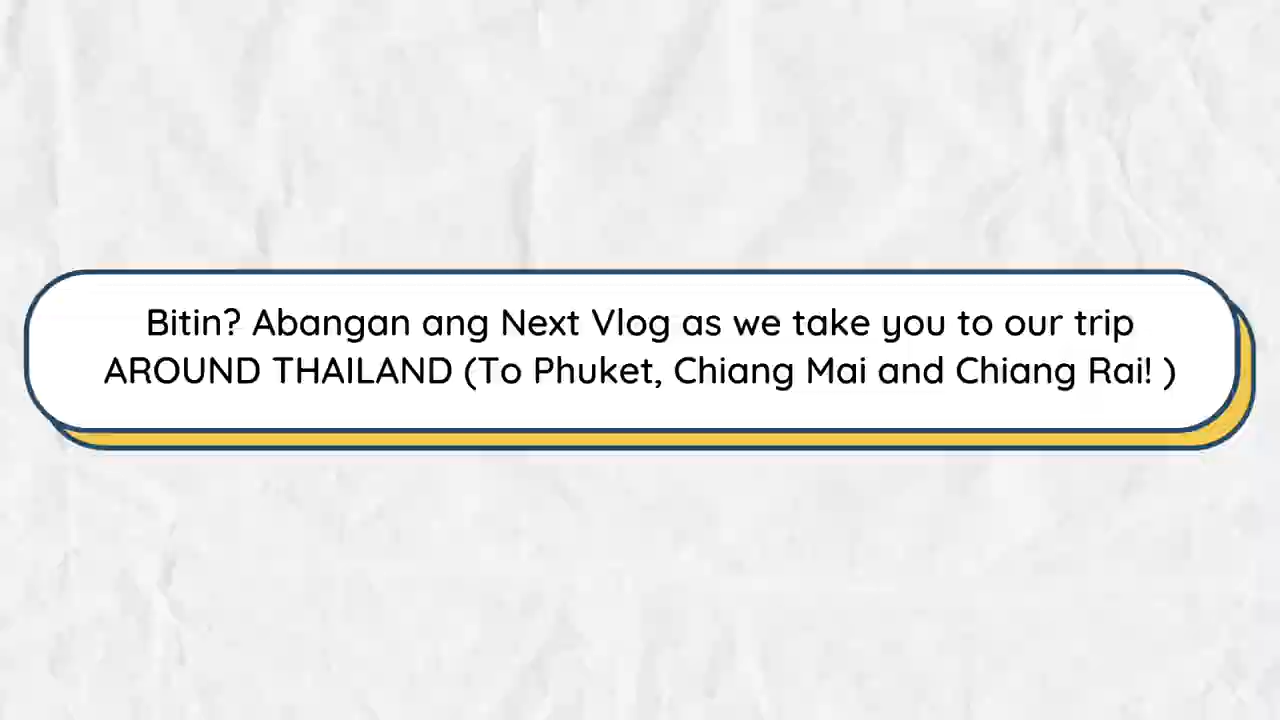 Bitin? Abangan ang Next Vlog as we take you to our trip
AROUND THAILAND (To Phuket, Chiang Mai and Chiang Rai! )